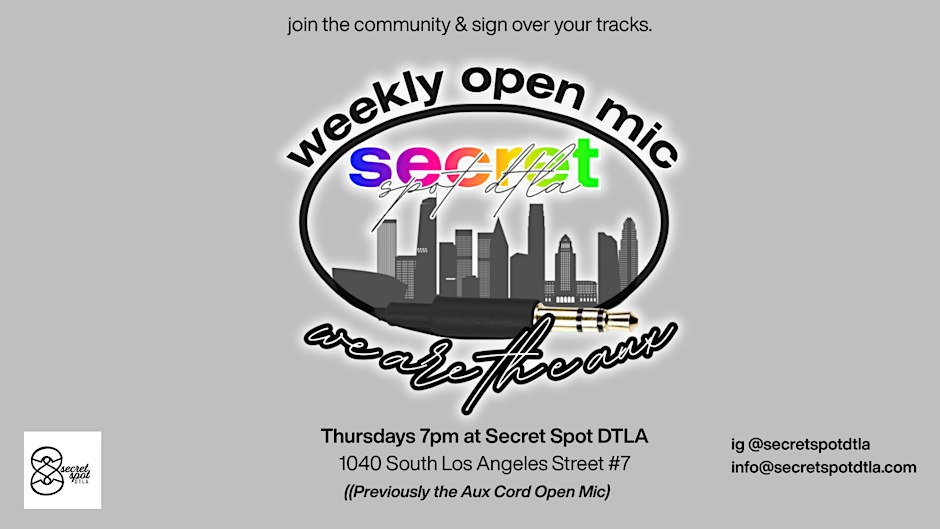 join the community & sign over your tracks.
weekly open mic
secret
spot dtla
we are the aux
Thursdays 7pm at Secret Spot DTLA
1040 South Los Angeles Street #7
((Previously the Aux Cord Open Mic)
secret
spot
DTLA
ig @secretspotdtla
info@secretspotdtla.com